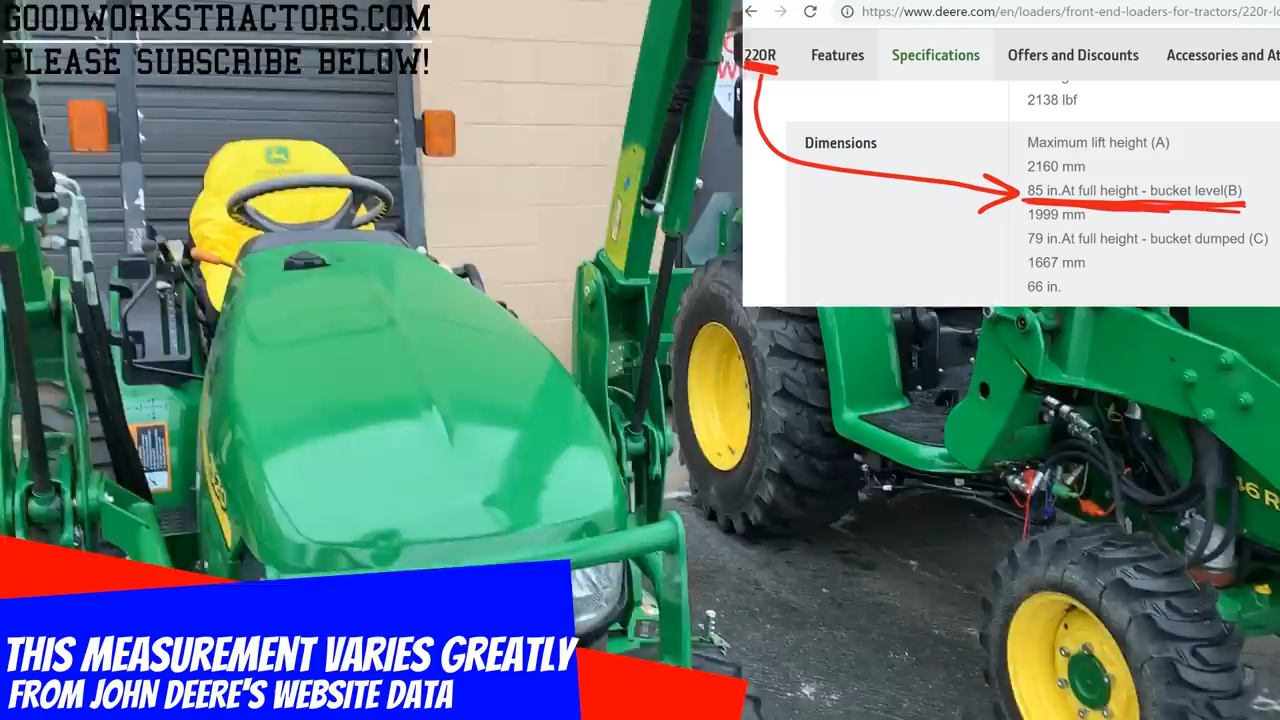 GOODWORKSTRACTORS.COM
PLEASE SUBSCRIBE BELOW!
https://www.deere.com/en/loaders/front-end-loaders-for-tractors/220r-lo
220R Features Specifications Offers and Discounts Accessories and At
2138 lbf
Dimensions
Maximum lift height (A)
2160 mm
85 in.At full height - bucket level(B)
1999 mm
79 in.At full height - bucket dumped (C)
1667 mm
66 in.
THIS MEASUREMENT VARIES GREATLY
FROM JOHN DEERE'S WEBSITE DATA